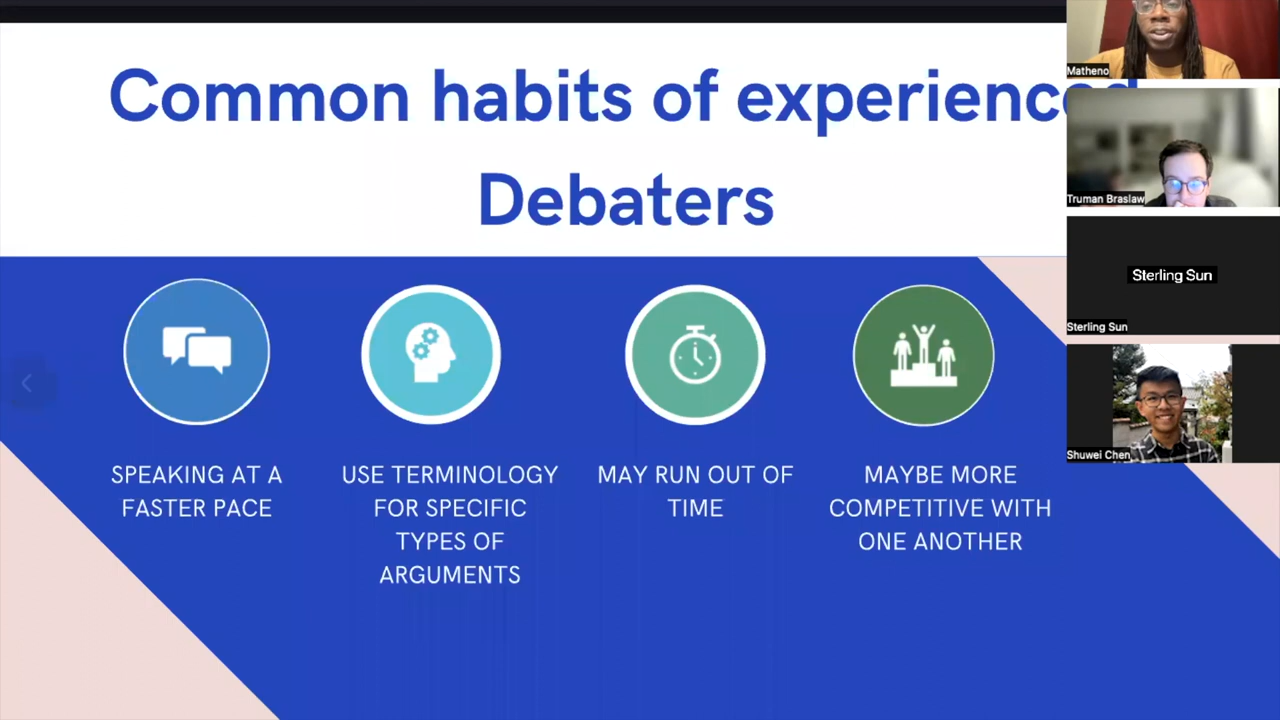 Common habits of experienced
Debaters
SPEAKING AT A
FASTER PACE
USE TERMINOLOGY
FOR SPECIFIC
TYPES OF
ARGUMENTS
MAY RUN OUT OF
TIME
MAYBE MORE
COMPETITIVE WITH
ONE ANOTHER
Matheno
Truman Braslaw
Sterling Sun
Sterling Sun
Shuwei Chen